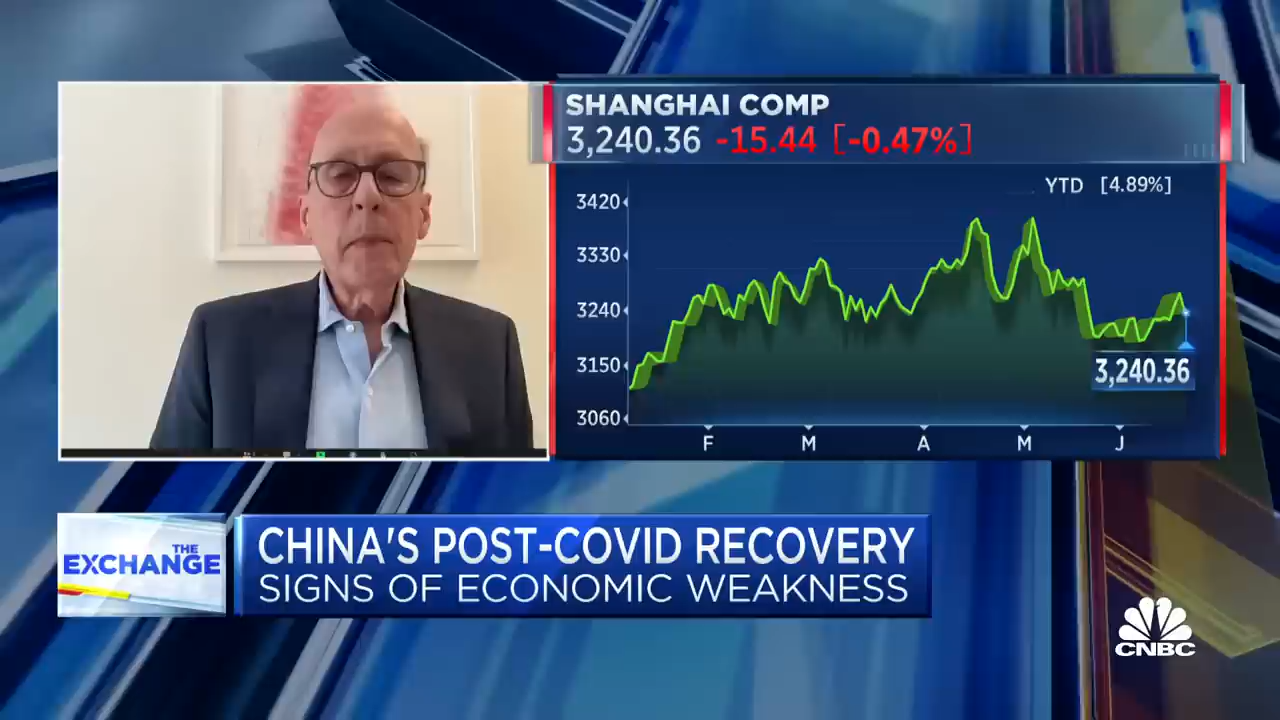 SHANGHAI COMP
3,240.36 -15.44 [-0.47%]
YTD [4.89%]
3420
3330
3240
3150
3060
3,240.36
F M A M J
THE
EXCHANGE
CHINA'S POST-COVID RECOVERY
SIGNS OF ECONOMIC WEAKNESS
CNBC